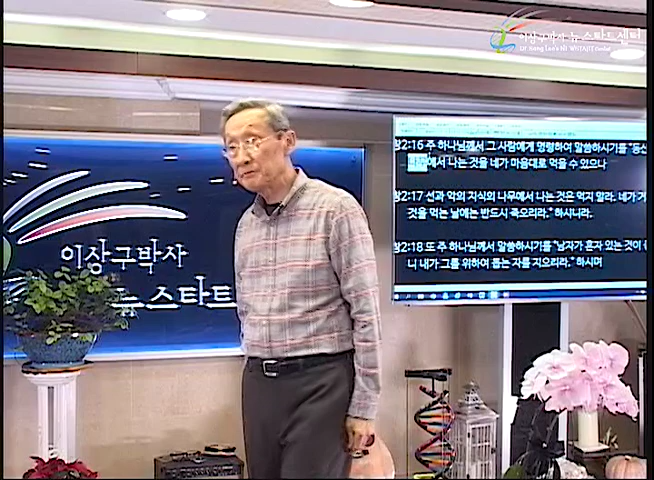 이상구박사 뉴스타트센터
2:16 주 하나님께서 그 사람에게 명령하여 말씀하시기를 "동산
에서 나는 것을 네가 마음대로 먹을 수 있으나
2:17 선과 악의 지식의 나무에서 나는 것은 먹지 말라. 네가
것을 먹는 날에는 반드시 죽으리라." 하시니라.
2:18 또 주 하나님께서 말씀하시기를 "남자가 혼자 있는 것이
니 내가 그를 위하여 돕는 자를 지으리라." 하시며
이상구박사
뉴스타트